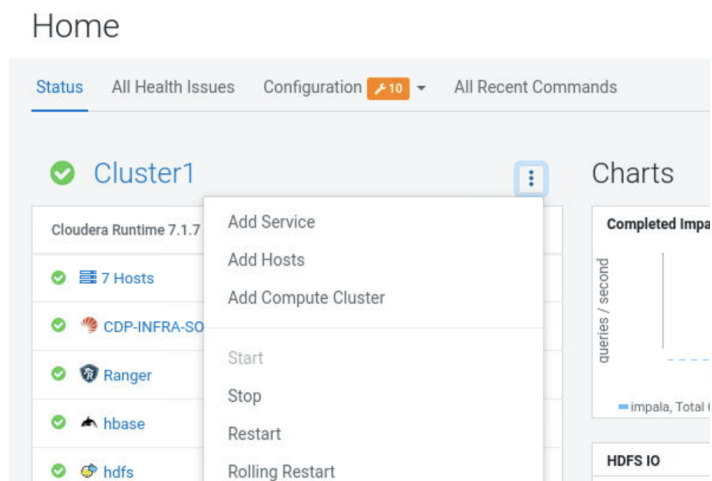 Home
Status All Health Issues Configuration 10 All Recent Commands
Cluster1
Cloudera Runtime 7.1.7
7 Hosts
CDP-INFRA-SO
Ranger
hbase
hdfs
Add Service
Add Hosts
Add Compute Cluster
Start
Stop
Restart
Rolling Restart
Charts
Completed Impa
queries / second
impala, Total
HDFS IO